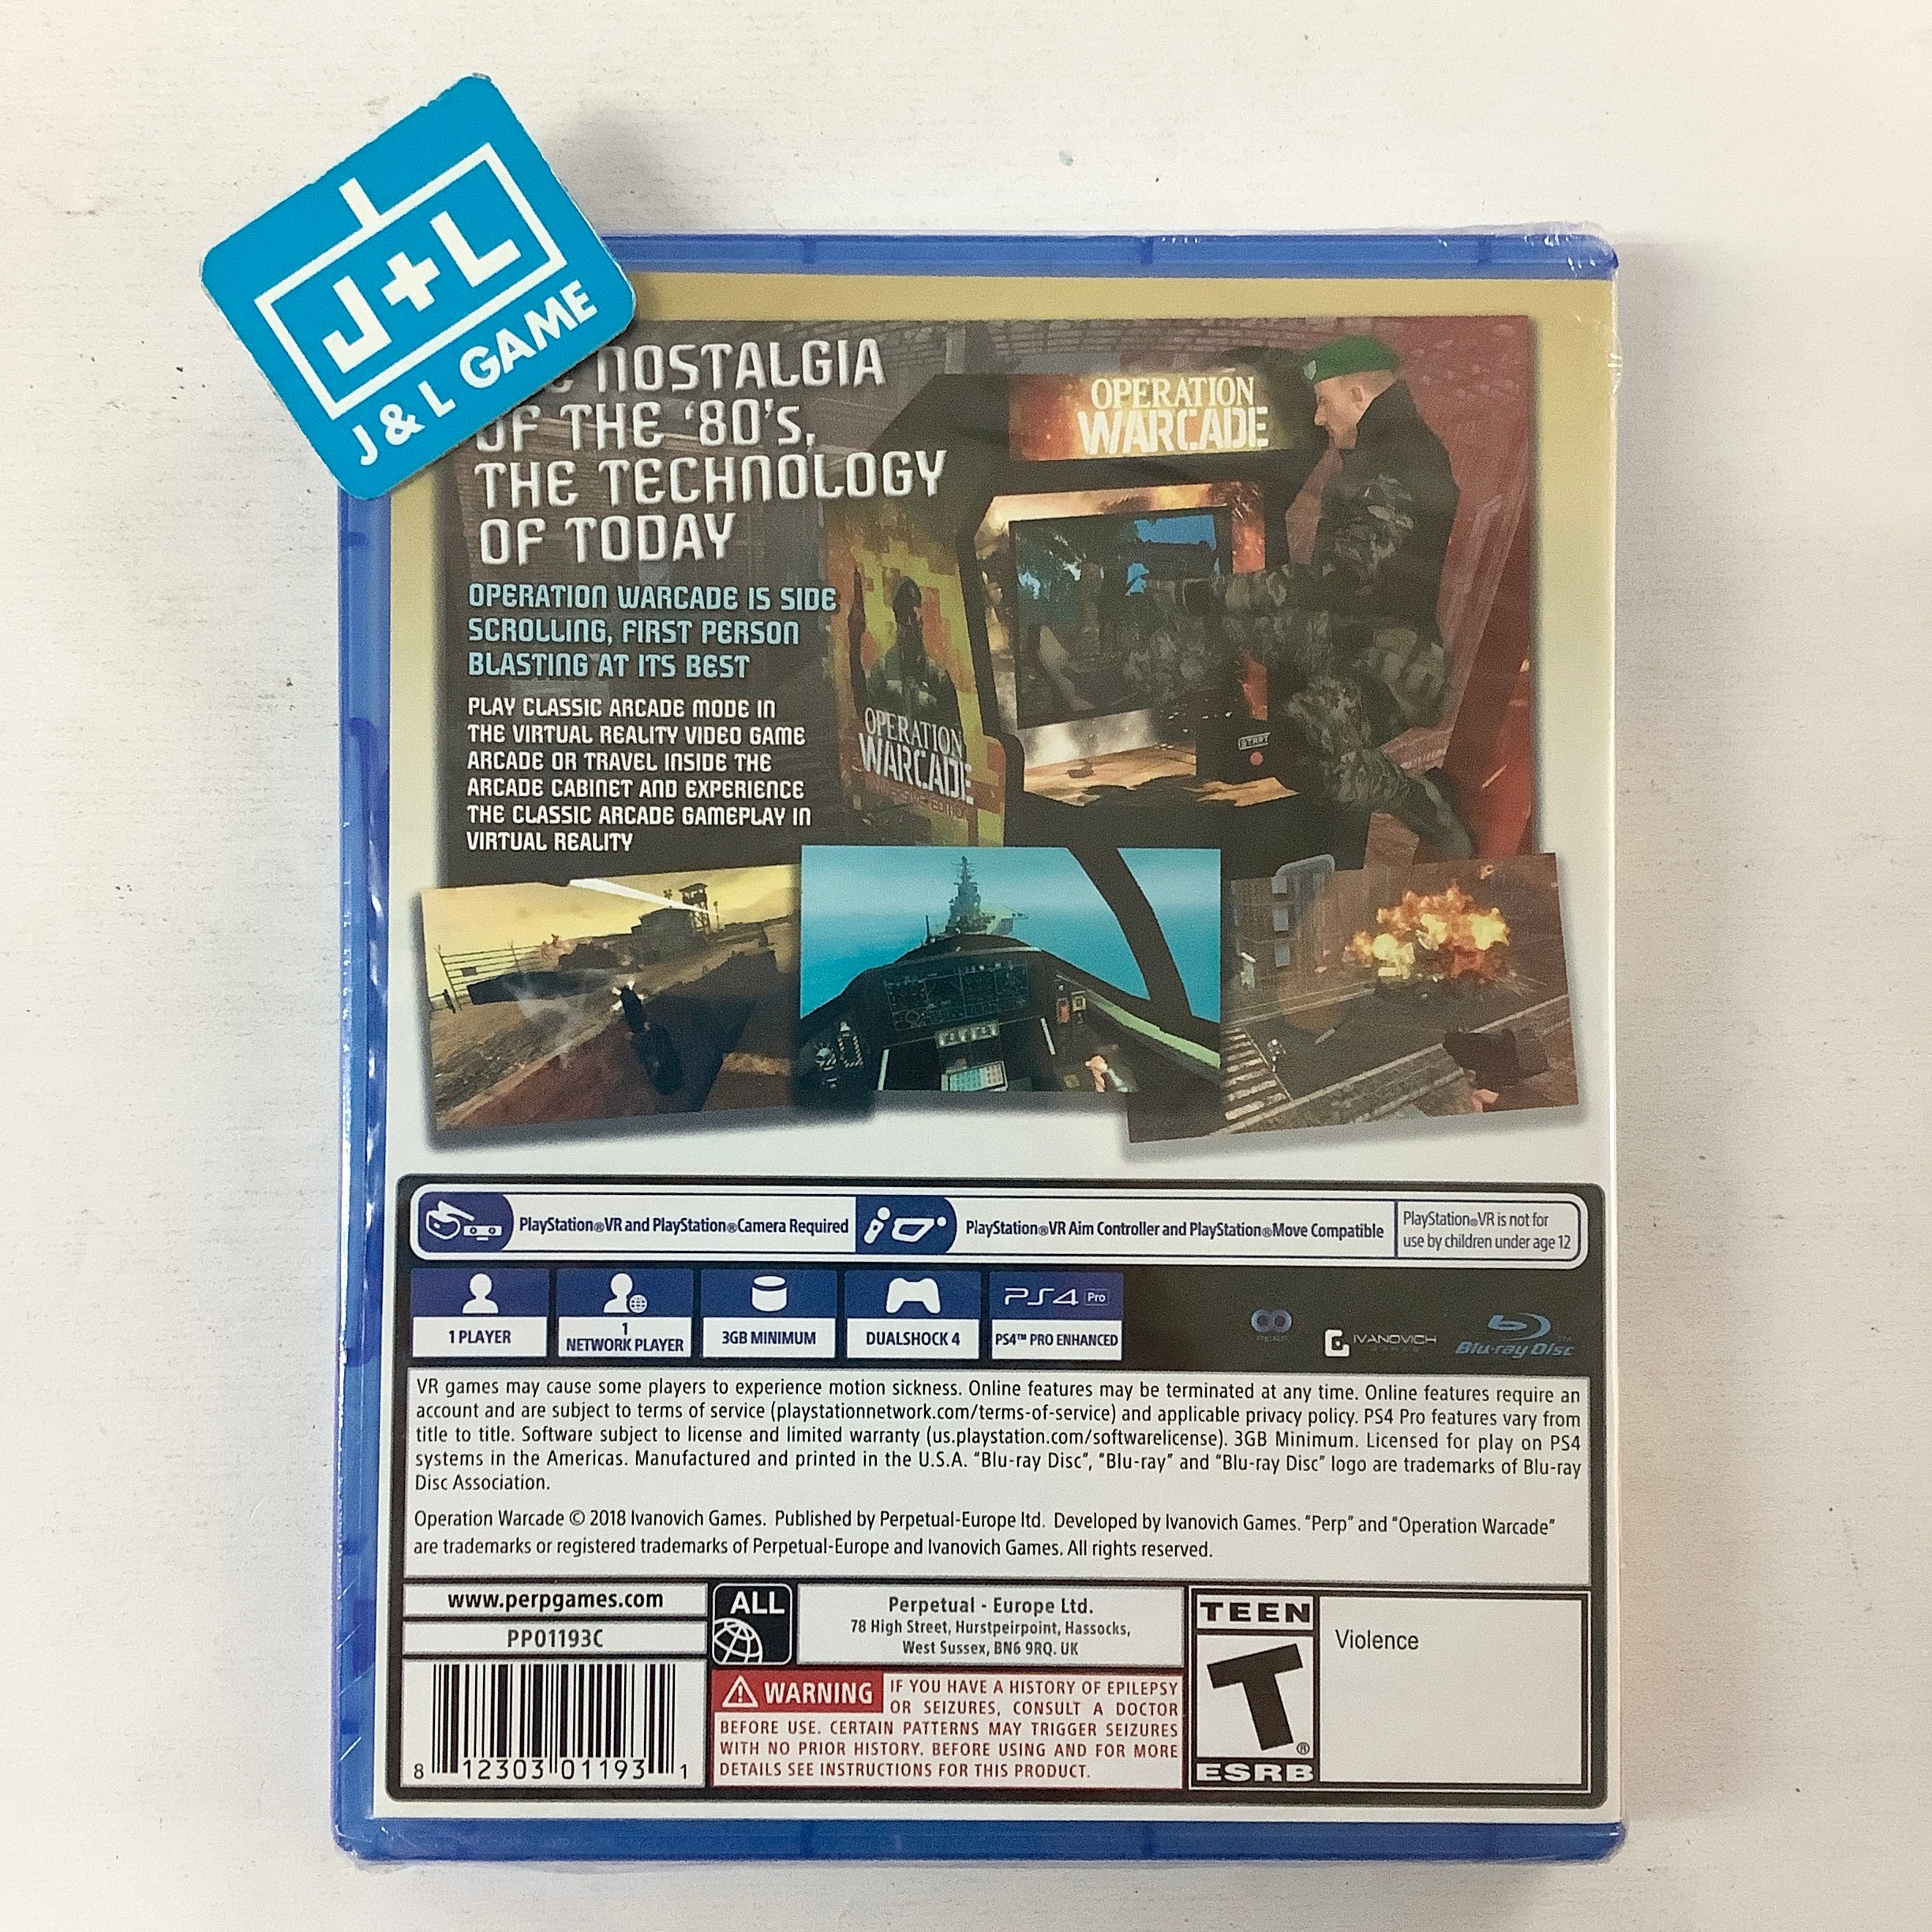 J+L
J & L GAME
NOSTALGIA
OF THE '80's,
THE TECHNOLOGY
OF TODAY
OPERATION WARCADE IS SIDE
SCROLLING, FIRST PERSON
BLASTING AT ITS BEST
PLAY CLASSIC ARCADE MODE IN
THE VIRTUAL REALITY VIDEO GAME
ARCADE OR TRAVEL INSIDE THE
ARCADE CABINET AND EXPERIENCE
THE CLASSIC ARCADE GAMEPLAY IN
VIRTUAL REALITY
OPERATION
WARCADE
OPERATION
WARCADE
START
PlayStation®VR and PlayStation®Camera Required
PlayStation®VR Aim Controller and PlayStation®Move Compatible
PlayStation®VR is not for
use by children under age 12
1 PLAYER
1
NETWORK PLAYER
3GB MINIMUM
DUALSHOCK 4
PS4 Pro
PS4™ PRO ENHANCED
PERP
IVANOVICH
GAMES
Blu-ray Disc™
VR games may cause some players to experience motion sickness. Online features may be terminated at any time. Online features require an
account and are subject to terms of service (playstationnetwork.com/terms-of-service) and applicable privacy policy. PS4 Pro features vary from
title to title. Software subject to license and limited warranty (us.playstation.com/softwarelicense). 3GB Minimum. Licensed for play on PS4
systems in the Americas. Manufactured and printed in the U.S.A. "Blu-ray Disc", "Blu-ray" and "Blu-ray Disc" logo are trademarks of Blu-ray
Disc Association.
Operation Warcade © 2018 Ivanovich Games. Published by Perpetual-Europe ltd. Developed by Ivanovich Games. "Perp" and "Operation Warcade"
are trademarks or registered trademarks of Perpetual-Europe and Ivanovich Games. All rights reserved.
www.perpgames.com
PP01193C
8 12303 01193 1
ALL
Perpetual - Europe Ltd.
78 High Street, Hurstpeirpoint, Hassocks,
West Sussex, BN6 9RQ. UK
WARNING IF YOU HAVE A HISTORY OF EPILEPSY
OR SEIZURES, CONSULT A DOCTOR
BEFORE USE. CERTAIN PATTERNS MAY TRIGGER SEIZURES
WITH NO PRIOR HISTORY. BEFORE USING AND FOR MORE
DETAILS SEE INSTRUCTIONS FOR THIS PRODUCT.
TEEN
T®
ESRB
Violence